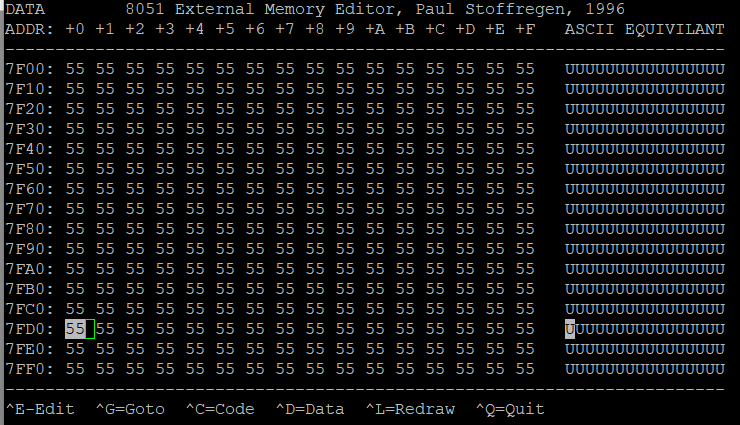 DATA 8051 External Memory Editor, Paul Stoffregen, 1996
ADDR: +0 +1 +2 +3 +4 +5 +6 +7 +8 +9 +A +B +C +D +E +F ASCII EQUIVILANT
------------------------------------------------------------------------
7F00: 55 55 55 55 55 55 55 55 55 55 55 55 55 55 55 55 UUUUUUUUUUUUUUUU
7F10: 55 55 55 55 55 55 55 55 55 55 55 55 55 55 55 55 UUUUUUUUUUUUUUUU
7F20: 55 55 55 55 55 55 55 55 55 55 55 55 55 55 55 55 UUUUUUUUUUUUUUUU
7F30: 55 55 55 55 55 55 55 55 55 55 55 55 55 55 55 55 UUUUUUUUUUUUUUUU
7F40: 55 55 55 55 55 55 55 55 55 55 55 55 55 55 55 55 UUUUUUUUUUUUUUUU
7F50: 55 55 55 55 55 55 55 55 55 55 55 55 55 55 55 55 UUUUUUUUUUUUUUUU
7F60: 55 55 55 55 55 55 55 55 55 55 55 55 55 55 55 55 UUUUUUUUUUUUUUUU
7F70: 55 55 55 55 55 55 55 55 55 55 55 55 55 55 55 55 UUUUUUUUUUUUUUUU
7F80: 55 55 55 55 55 55 55 55 55 55 55 55 55 55 55 55 UUUUUUUUUUUUUUUU
7F90: 55 55 55 55 55 55 55 55 55 55 55 55 55 55 55 55 UUUUUUUUUUUUUUUU
7FA0: 55 55 55 55 55 55 55 55 55 55 55 55 55 55 55 55 UUUUUUUUUUUUUUUU
7FB0: 55 55 55 55 55 55 55 55 55 55 55 55 55 55 55 55 UUUUUUUUUUUUUUUU
7FC0: 55 55 55 55 55 55 55 55 55 55 55 55 55 55 55 55 UUUUUUUUUUUUUUUU
7FD0: 55 55 55 55 55 55 55 55 55 55 55 55 55 55 55 55 UUUUUUUUUUUUUUUU
7FE0: 55 55 55 55 55 55 55 55 55 55 55 55 55 55 55 55 UUUUUUUUUUUUUUUU
7FF0: 55 55 55 55 55 55 55 55 55 55 55 55 55 55 55 55 UUUUUUUUUUUUUUUU
------------------------------------------------------------------------
^E-Edit ^G=Goto ^C=Code ^D=Data ^L=Redraw ^Q=Quit